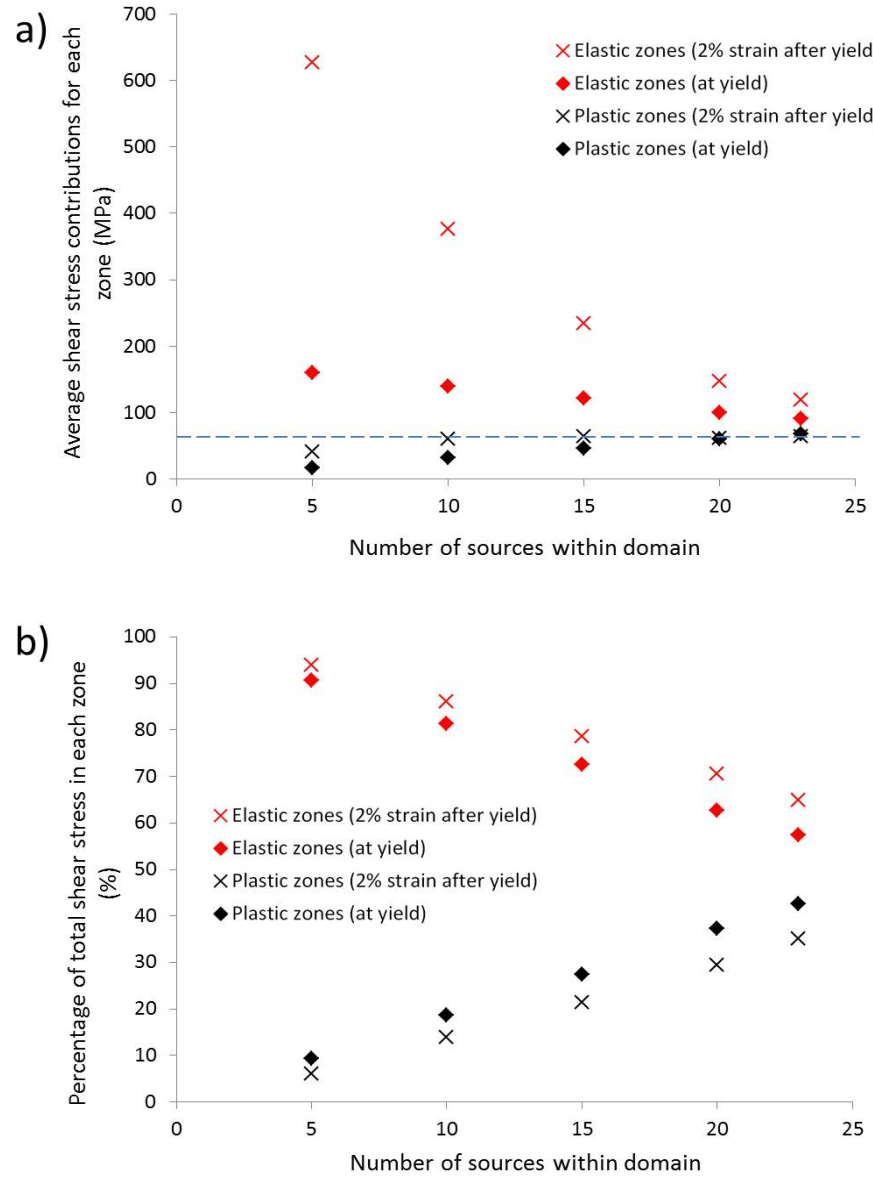 a)
Average shear stress contributions for each
zone (MPa)
700
600
500
400
300
200
100
0
Elastic zones (2% strain after yield
Elastic zones (at yield)
Plastic zones (2% strain after yield
Plastic zones (at yield)
0 5 10 15 20 25
Number of sources within domain
b)
Percentage of total shear stress in each zone
(%)
100
90
80
70
60
50
40
30
20
10
0
Elastic zones (2% strain after yield)
Elastic zones (at yield)
Plastic zones (2% strain after yield)
Plastic zones (at yield)
0 5 10 15 20 25
Number of sources within domain